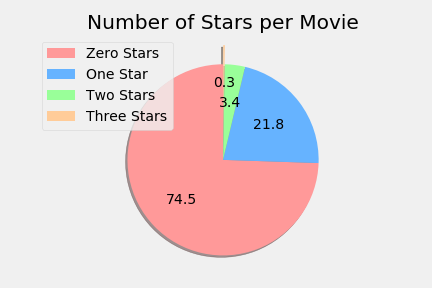 Number of Stars per Movie
Zero Stars
One Star
Two Stars
Three Stars
0.3
3.4
21.8
74.5